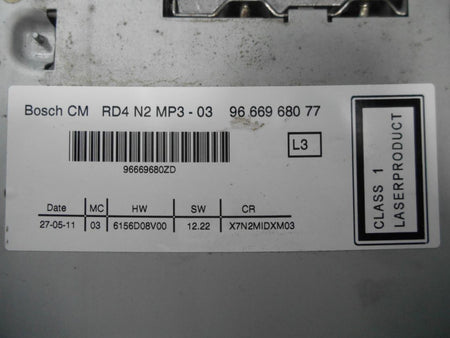 Bosch CM RD4 N2 MP3 - 03 96 669 680 77
L3
96669680ZD
Date MC HW SW CR
27-05-11 03 6156D08V00 12.22 X7N2MIDXM03
CLASS 1
LASERPRODUCT